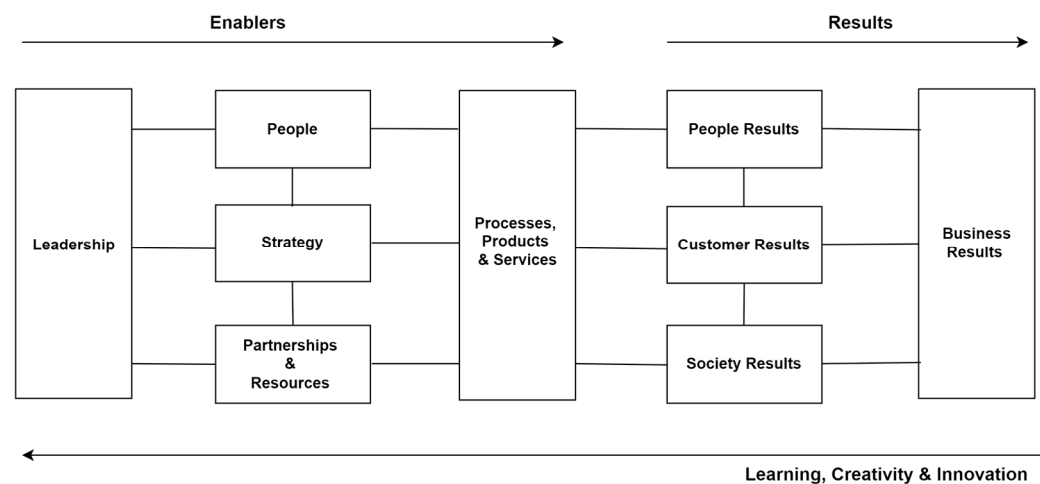 Enablers
Results
Leadership
People
Strategy
Partnerships
&
Resources
Processes,
Products
& Services
People Results
Customer Results
Society Results
Business
Results
Learning, Creativity & Innovation